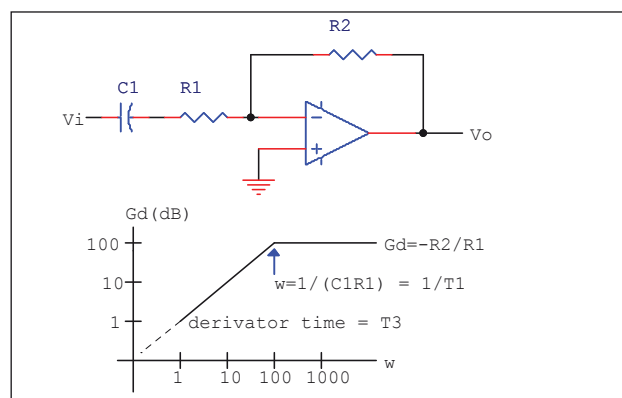 R2
C1
R1
Vi
−
+
Vo
Gd(dB)
100
Gd=-R2/R1
10
w=1/(C1R1) = 1/T1
1
derivator time = T3
1 10 100 1000
w